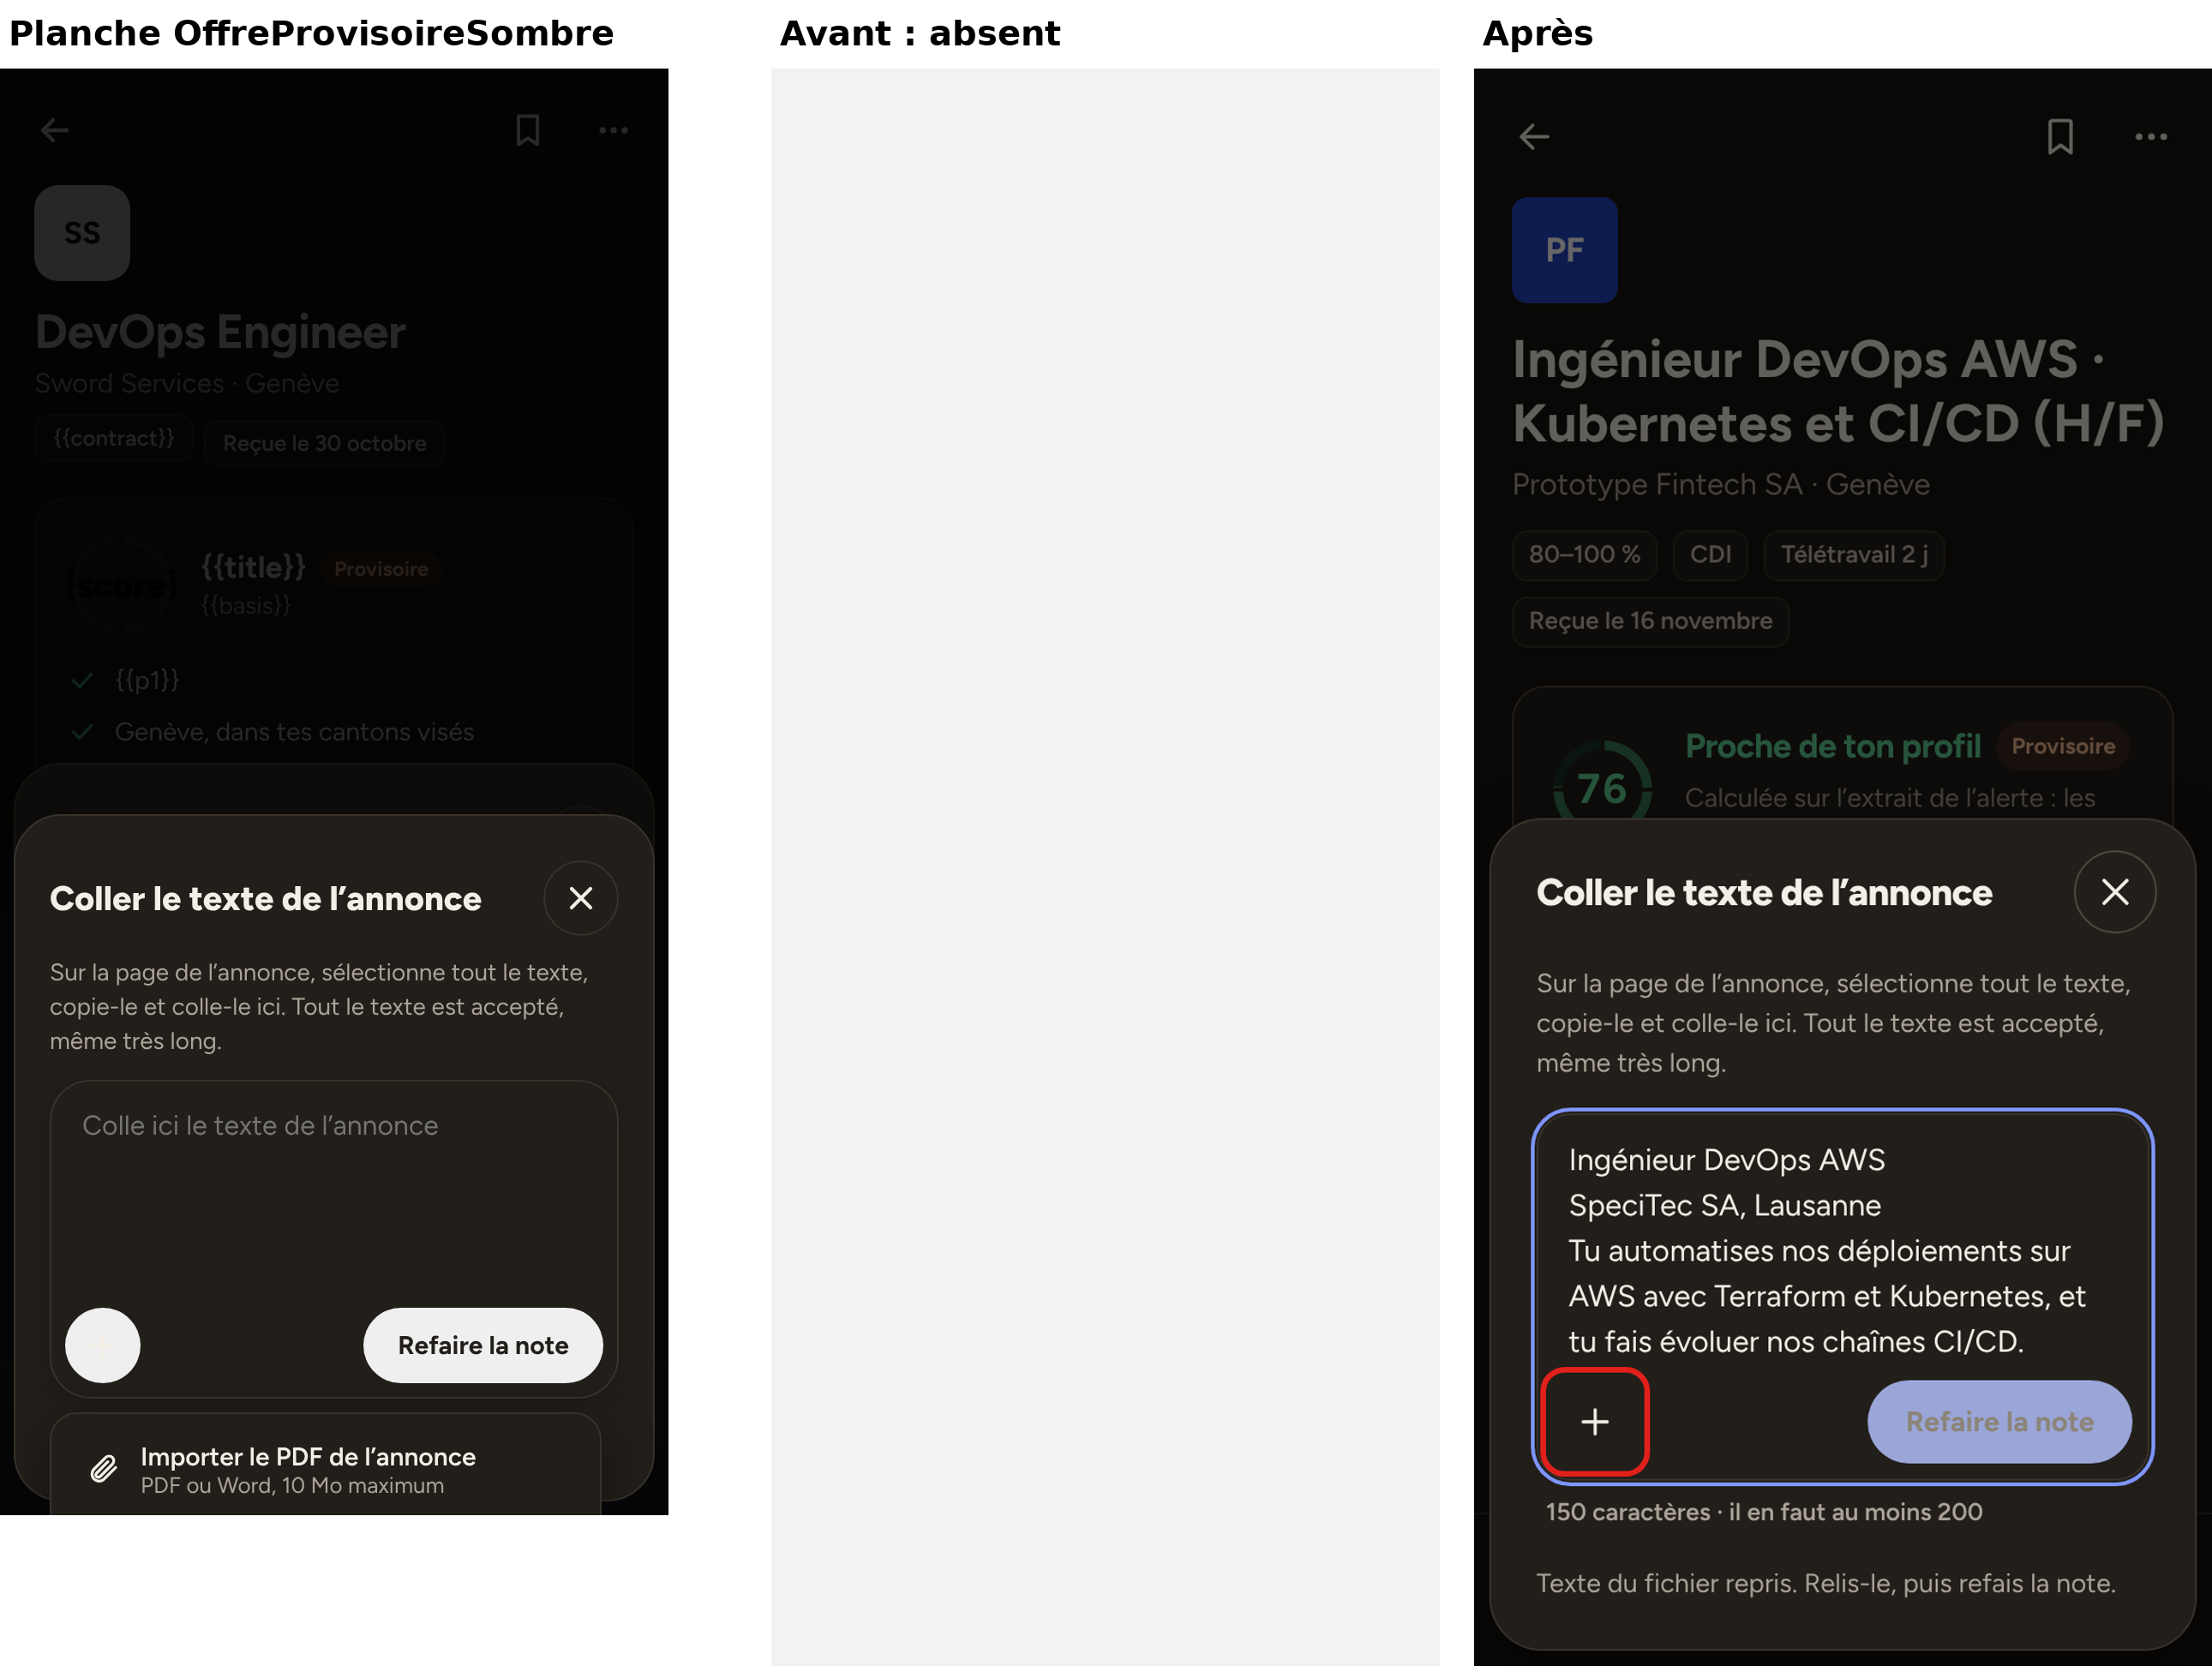 Planche OffreProvisoireSombre
SS
DevOps Engineer
Sword Services · Genève
{{contract}}
Reçue le 30 octobre
{score}
{{title}}
Provisoire
{{basis}}
{{p1}}
Genève, dans tes cantons visés
Coller le texte de l’annonce
Sur la page de l’annonce, sélectionne tout le texte,
copie-le et colle-le ici. Tout le texte est accepté,
même très long.
Colle ici le texte de l’annonce
Refaire la note
Importer le PDF de l’annonce
PDF ou Word, 10 Mo maximum
Avant : absent
Après
PF
Ingénieur DevOps AWS ·
Kubernetes et CI/CD (H/F)
Prototype Fintech SA · Genève
80–100 %
CDI
Télétravail 2 j
Reçue le 16 novembre
76
Proche de ton profil
Provisoire
Calculée sur l’extrait de l’alerte : les
Coller le texte de l’annonce
Sur la page de l’annonce, sélectionne tout le texte,
copie-le et colle-le ici. Tout le texte est accepté,
même très long.
Ingénieur DevOps AWS
SpeciTec SA, Lausanne
Tu automatises nos déploiements sur
AWS avec Terraform et Kubernetes, et
tu fais évoluer nos chaînes CI/CD.
Refaire la note
150 caractères · il en faut au moins 200
Texte du fichier repris. Relis-le, puis refais la note.